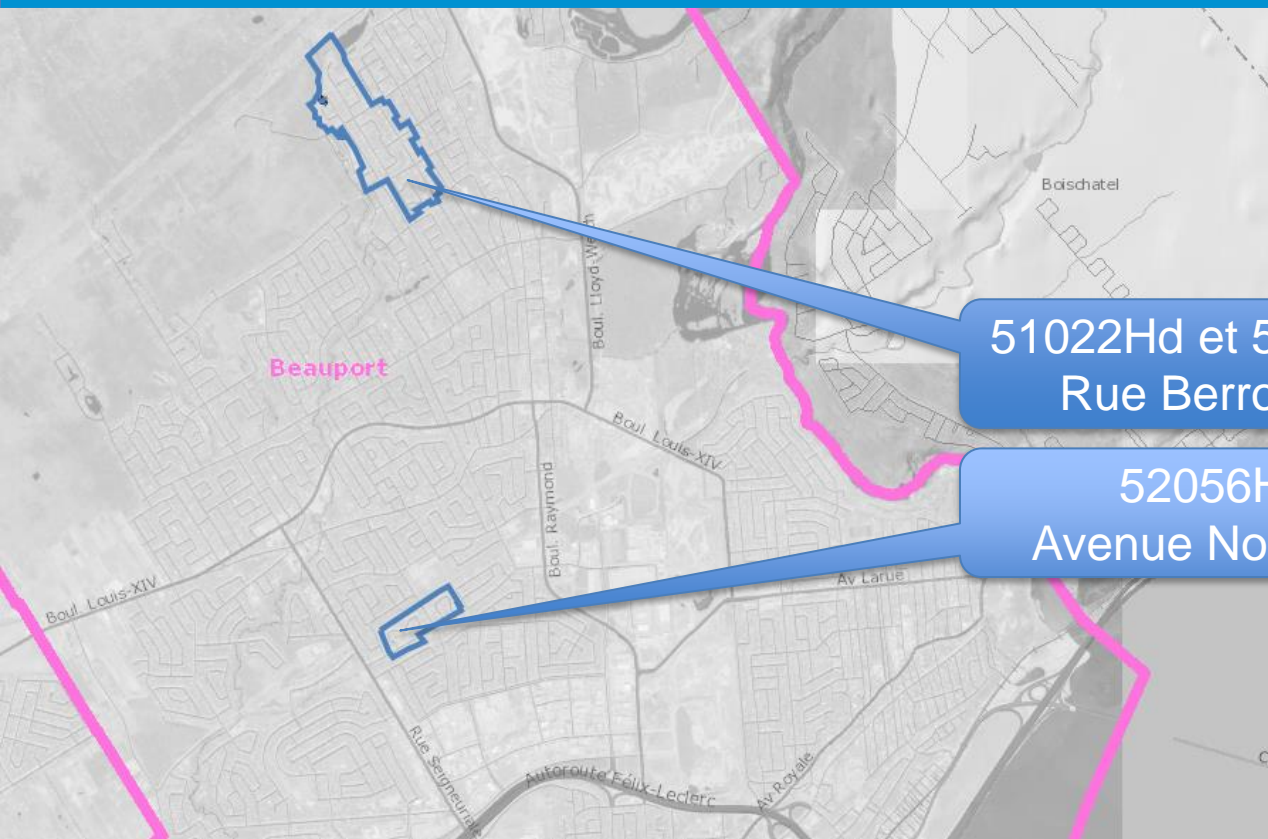 Boischatel
Boul. Lloyd-Welch
51022Hd et 5
Rue Berro
Beauport
Boul. Louis-XIV
52056H
Avenue No
Boul. Raymond
Av Larue
Boul. Louis-XIV
Rue Seigneuriale
Autoroute Félix-Leclerc
Av Royale
C